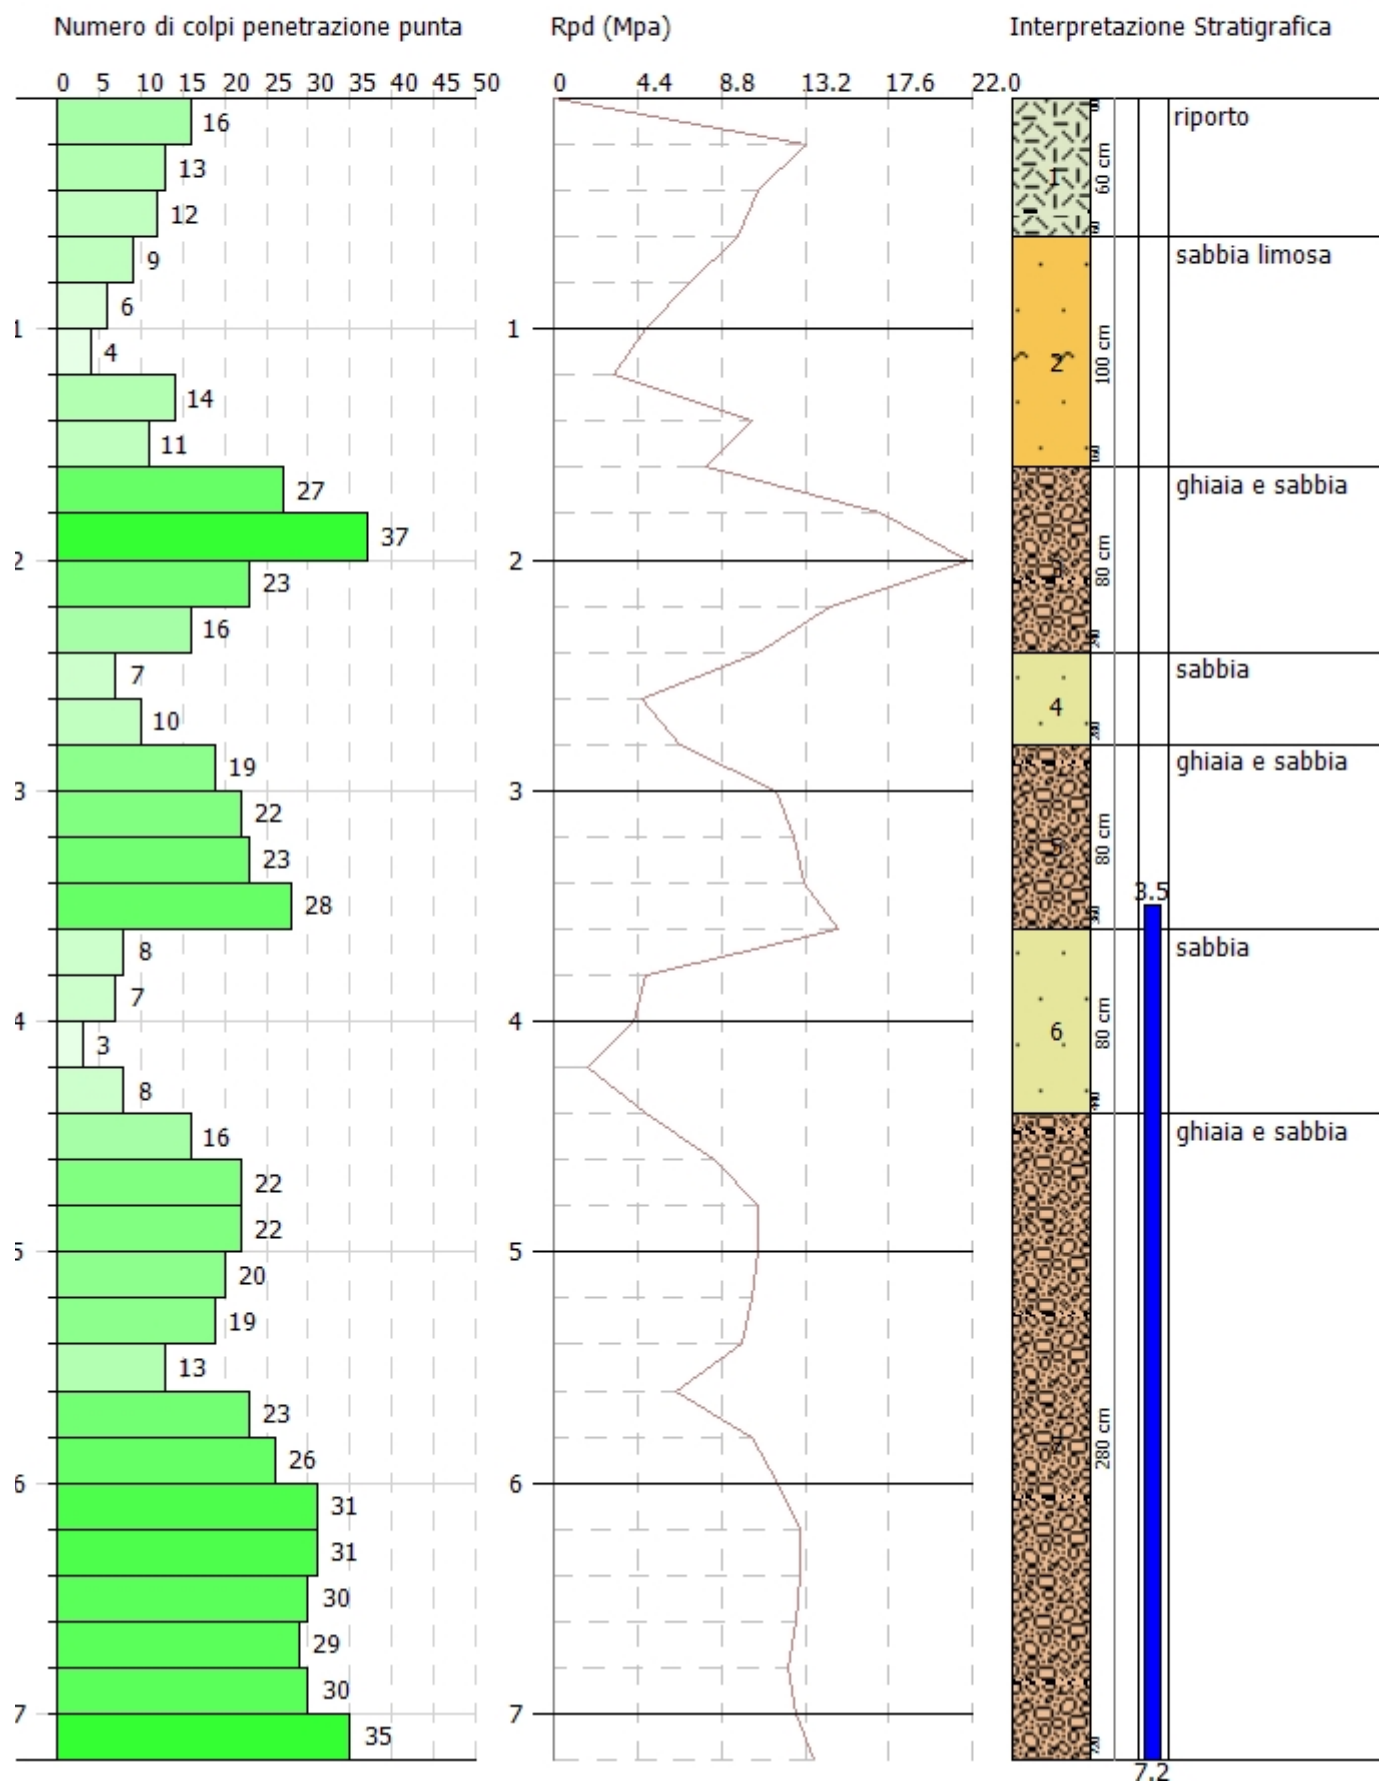 Numero di colpi penetrazione punta Rpd (Mpa) Interpretazione Stratigrafica
0 5 10 15 20 25 30 35 40 45 50 0 4.4 8.8 13.2 17.6 22.0
16 riporto
13 1 60 cm
12
9 sabbia limosa
6
1 1
4 2 100 cm
14
11
27 ghiaia e sabbia
37
2 2 3 80 cm
23
16
7 sabbia
10 4
19 ghiaia e sabbia
3 3
22
23 5 80 cm
28 3.5
8 sabbia
7
4 4 6 80 cm
3
8
16 ghiaia e sabbia
22
22
5 5
20
19
13
23 7 280 cm
26
6 6
31
31
30
29
30
7 7
35
7.2